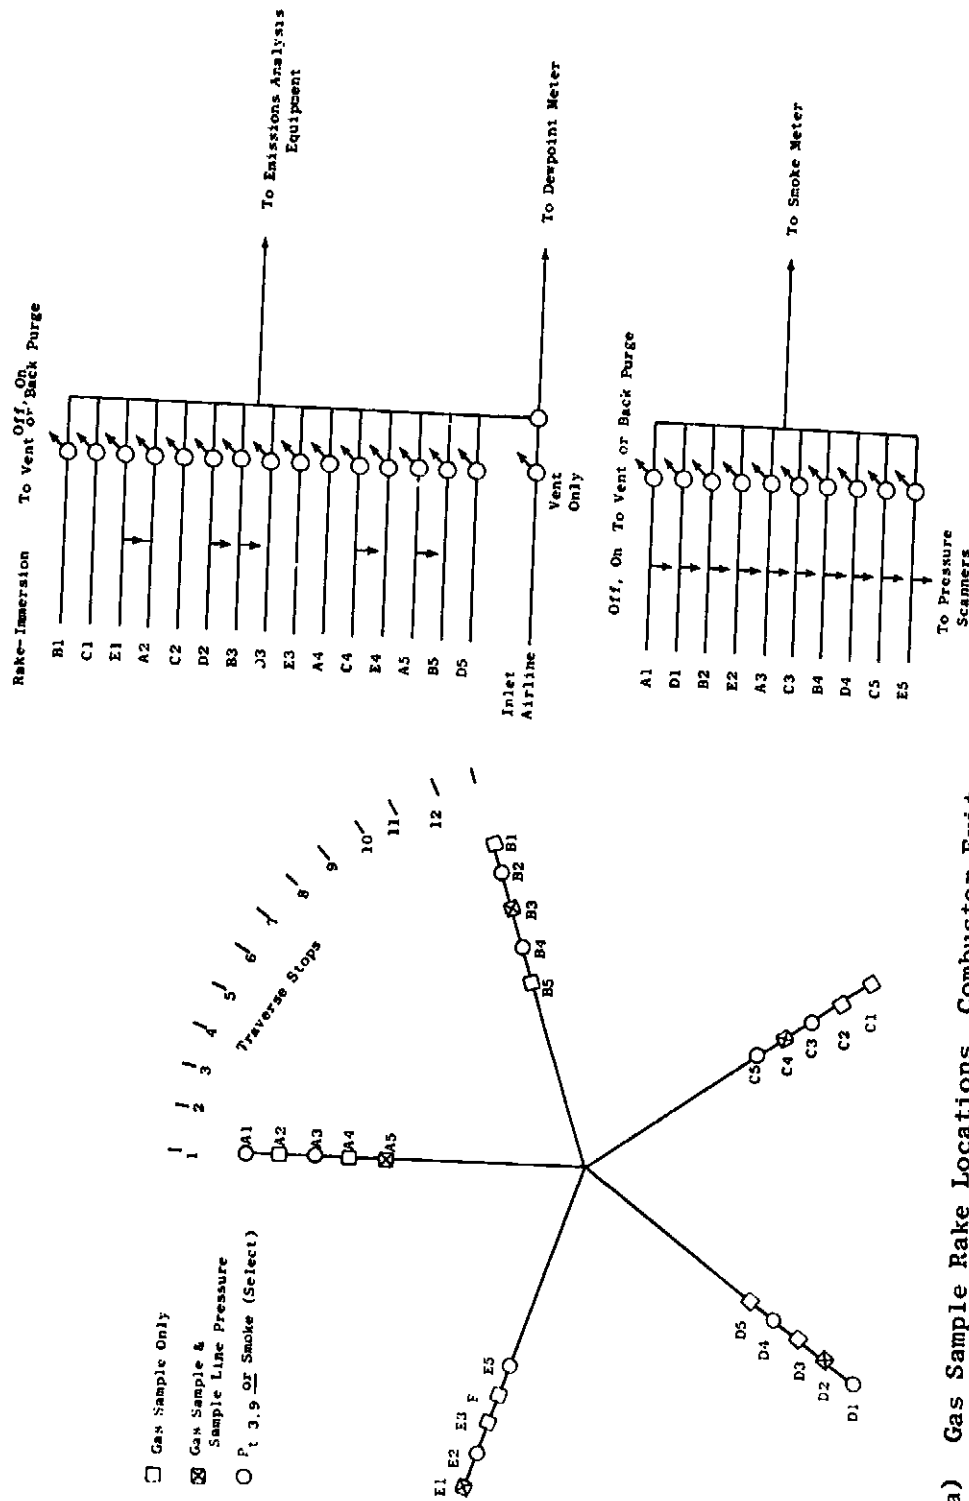 Rake-Immersion
To Vent or Back Purge
Off, On
B1
C1
E1
A2
C2
D2
B3
D3
E3
A4
C4
E4
A5
B5
D5
Inlet
Airline
Vent
Only
To Emissions Analysis
Equipment
To Dewpoint Meter
Off, On To Vent or Back Purge
A1
D1
B2
E2
A3
C3
B4
D4
C5
E5
To Smoke Meter
To Pressure
Scanners
Gas Sample Only
Gas Sample &
Sample Line Pressure
Pt 3.9 or Smoke (Select)
Traverse Stops
1
2
3
4
5
6
7
8
9
10
11
12
A1
A2
A3
A4
A5
B1
B2
B3
B4
B5
C5
C4
C3
C2
C1
D5
D4
D3
D2
D1
E1
E2
E3
F
E5
a) Gas Sample Rake Locations, Combustor Exit